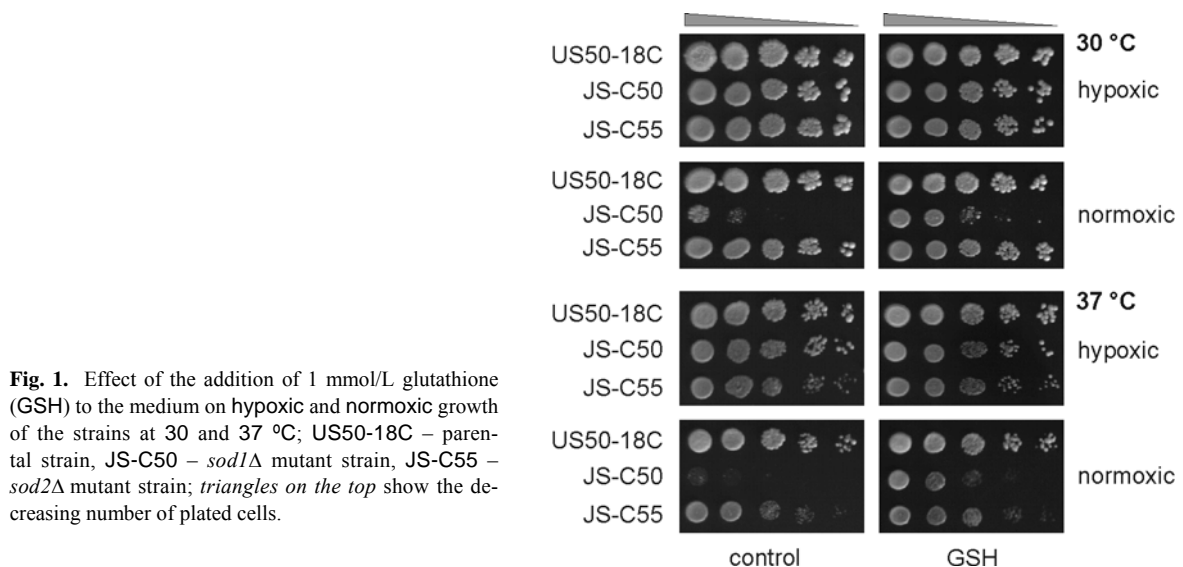 US50-18C
JS-C50
JS-C55
30 °C
hypoxic
US50-18C
JS-C50
JS-C55
normoxic
US50-18C
JS-C50
JS-C55
37 °C
hypoxic
US50-18C
JS-C50
JS-C55
normoxic
control
GSH
Fig. 1. Effect of the addition of 1 mmol/L glutathione
(GSH) to the medium on hypoxic and normoxic growth
of the strains at 30 and 37 ºC; US50-18C – paren-
tal strain, JS-C50 – sod1Δ mutant strain, JS-C55 –
sod2Δ mutant strain; triangles on the top show the de-
creasing number of plated cells.